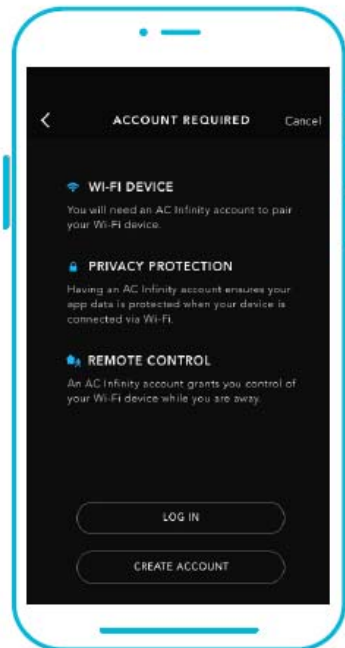 ACCOUNT REQUIRED Cancel
WI-FI DEVICE
You will need an AC Infinity account to pair
your Wi-Fi device.
PRIVACY PROTECTION
Having an AC Infinity account ensures your
app data is protected when your device is
connected via Wi-Fi.
REMOTE CONTROL
An AC Infinity account grants you control of
your Wi-Fi device while you are away.
LOG IN
CREATE ACCOUNT